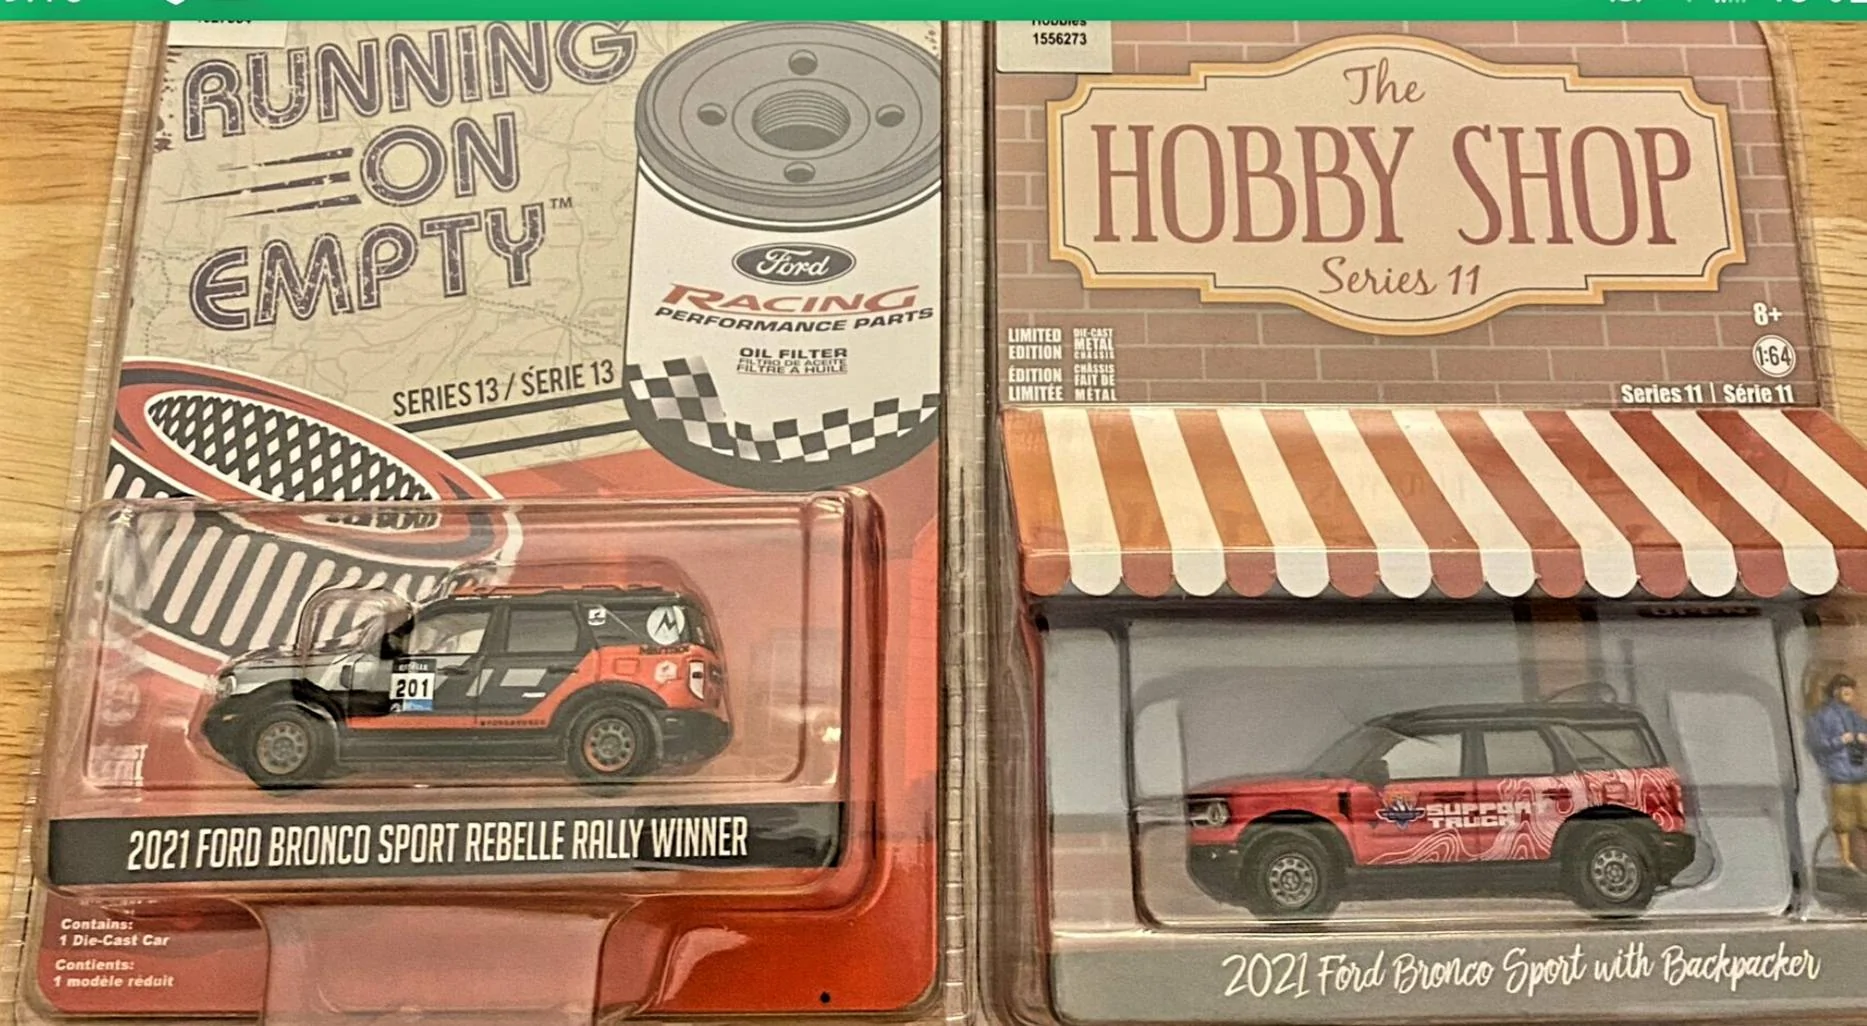 RUNNING
ON
EMPTY™
Ford
RACING
PERFORMANCE PARTS
OIL FILTER
FILTRO DE ACEITE
FILTRE A HUILE
SERIES 13 / SÉRIE 13
201
2021 FORD BRONCO SPORT REBELLE RALLY WINNER
Contains:
1 Die-Cast Car
Contients:
1 modèle réduit
Hobbies
1556273
The
HOBBY SHOP
Series 11
8+
1:64
LIMITED
EDITION
ÉDITION
LIMITÉE
DIE-CAST
METAL
CHASSIS
CHÂSSIS
FAIT DE
METAL
Series 11 | Série 11
OPEN
SUPPORT
TRUCK
2021 Ford Bronco Sport with Backpacker